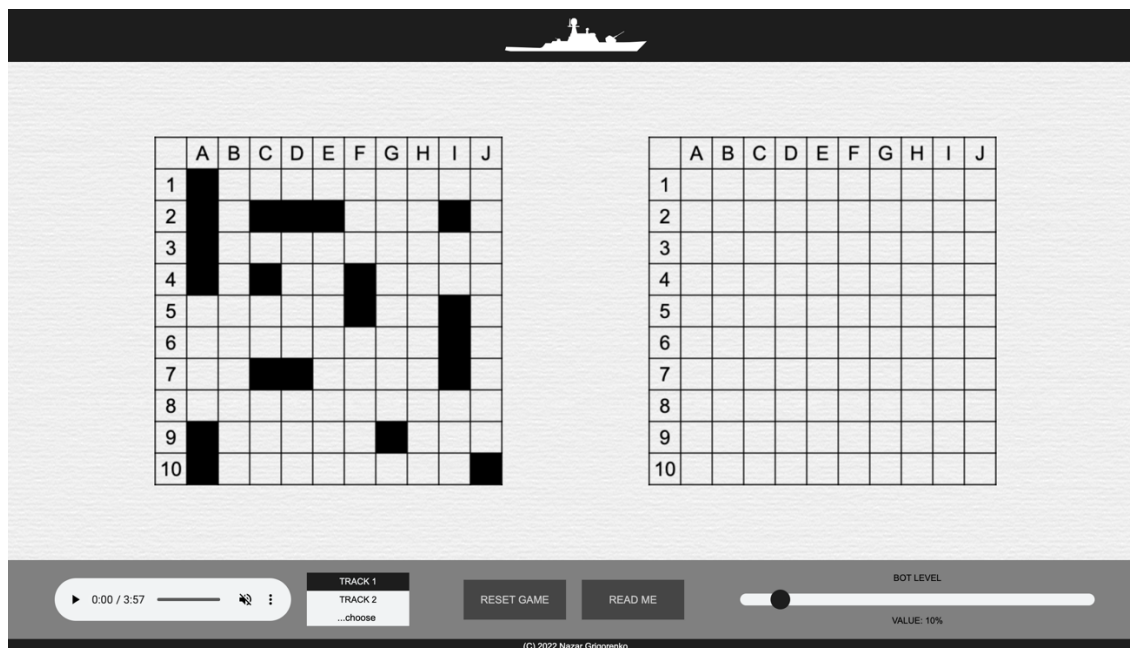 A B C D E F G H I J
1
2
3
4
5
6
7
8
9
10
A B C D E F G H I J
1
2
3
4
5
6
7
8
9
10
0:00 / 3:57
TRACK 1
TRACK 2
...choose
RESET GAME
READ ME
BOT LEVEL
VALUE: 10%
(C) 2022 Nazar Grigorenko